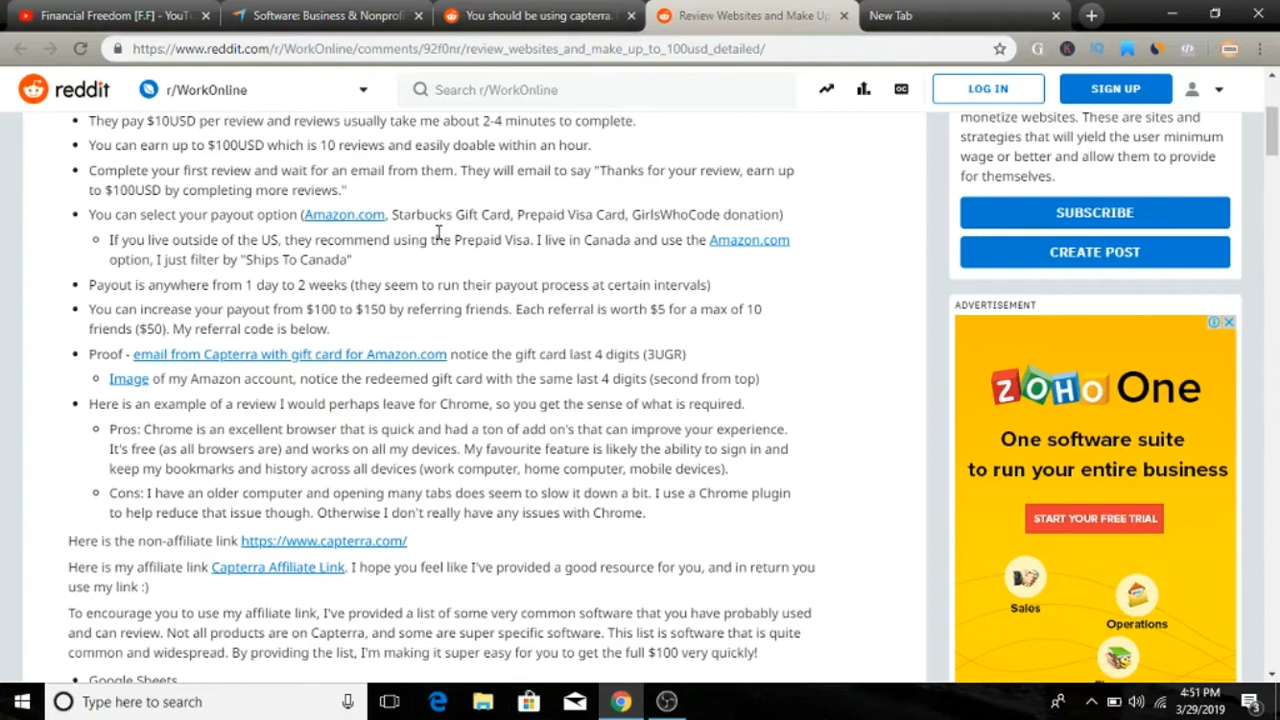 Financial Freedom [F.F] - YouT
Software: Business & Nonprofi
You should be using capterra.
Review Websites and Make Up
New Tab
https://www.reddit.com/r/WorkOnline/comments/92f0nr/review_websites_and_make_up_to_100usd_detailed/
reddit
r/WorkOnline
Search r/WorkOnline
LOG IN
SIGN UP
They pay $10USD per review and reviews usually take me about 2-4 minutes to complete.
You can earn up to $100USD which is 10 reviews and easily doable within an hour.
Complete your first review and wait for an email from them. They will email to say "Thanks for your review, earn up
to $100USD by completing more reviews."
You can select your payout option (Amazon.com, Starbucks Gift Card, Prepaid Visa Card, GirlsWhoCode donation)
If you live outside of the US, they recommend using the Prepaid Visa. I live in Canada and use the Amazon.com
option, I just filter by "Ships To Canada"
Payout is anywhere from 1 day to 2 weeks (they seem to run their payout process at certain intervals)
You can increase your payout from $100 to $150 by referring friends. Each referral is worth $5 for a max of 10
friends ($50). My referral code is below.
Proof - email from Capterra with gift card for Amazon.com notice the gift card last 4 digits (3UGR)
Image of my Amazon account, notice the redeemed gift card with the same last 4 digits (second from top)
Here is an example of a review I would perhaps leave for Chrome, so you get the sense of what is required.
Pros: Chrome is an excellent browser that is quick and had a ton of add on's that can improve your experience.
It's free (as all browsers are) and works on all my devices. My favourite feature is likely the ability to sign in and
keep my bookmarks and history across all devices (work computer, home computer, mobile devices).
Cons: I have an older computer and opening many tabs does seem to slow it down a bit. I use a Chrome plugin
to help reduce that issue though. Otherwise I don't really have any issues with Chrome.
Here is the non-affiliate link https://www.capterra.com/
Here is my affiliate link Capterra Affiliate Link. I hope you feel like I've provided a good resource for you, and in return you
use my link :)
To encourage you to use my affiliate link, I've provided a list of some very common software that you have probably used
and can review. Not all products are on Capterra, and some are super specific software. This list is software that is quite
common and widespread. By providing the list, I'm making it super easy for you to get the full $100 very quickly!
Google Sheets
monetize websites. These are sites and
strategies that will yield the user minimum
wage or better and allow them to provide
for themselves.
SUBSCRIBE
CREATE POST
ADVERTISEMENT
ZOHO One
One software suite
to run your entire business
START YOUR FREE TRIAL
Sales
Operations
Type here to search
4:51 PM
3/29/2019